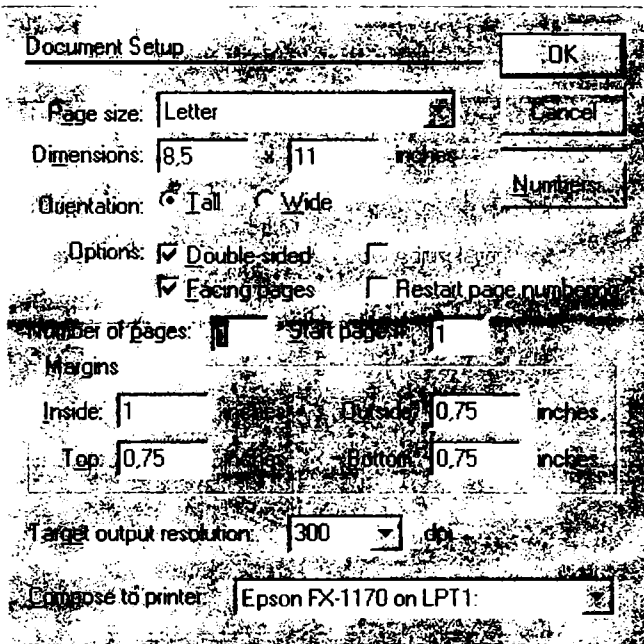 Document Setup
OK
Page size: Letter
Cancel
Dimensions: 8,5 x 11 inches
Numbers...
Orientation: Tall Wide
Options: Double-sided
Facing pages Restart page numbering
Number of pages: 1 Start page#: 1
Margins
Inside: 1 inches Outside: 0,75 inches
Top: 0,75 inches Bottom: 0,75 inches
Target output resolution: 300 dpi
Compose to printer: Epson FX-1170 on LPT1: